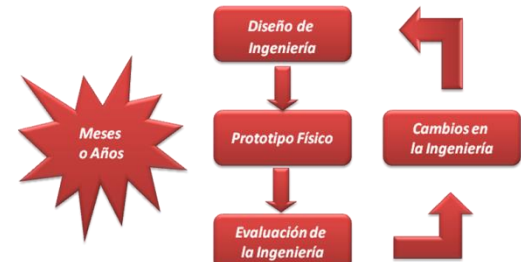 Diseño de
Ingeniería
Meses
o Años
Prototipo Físico
Cambios en
la Ingeniería
Evaluación de
la Ingeniería